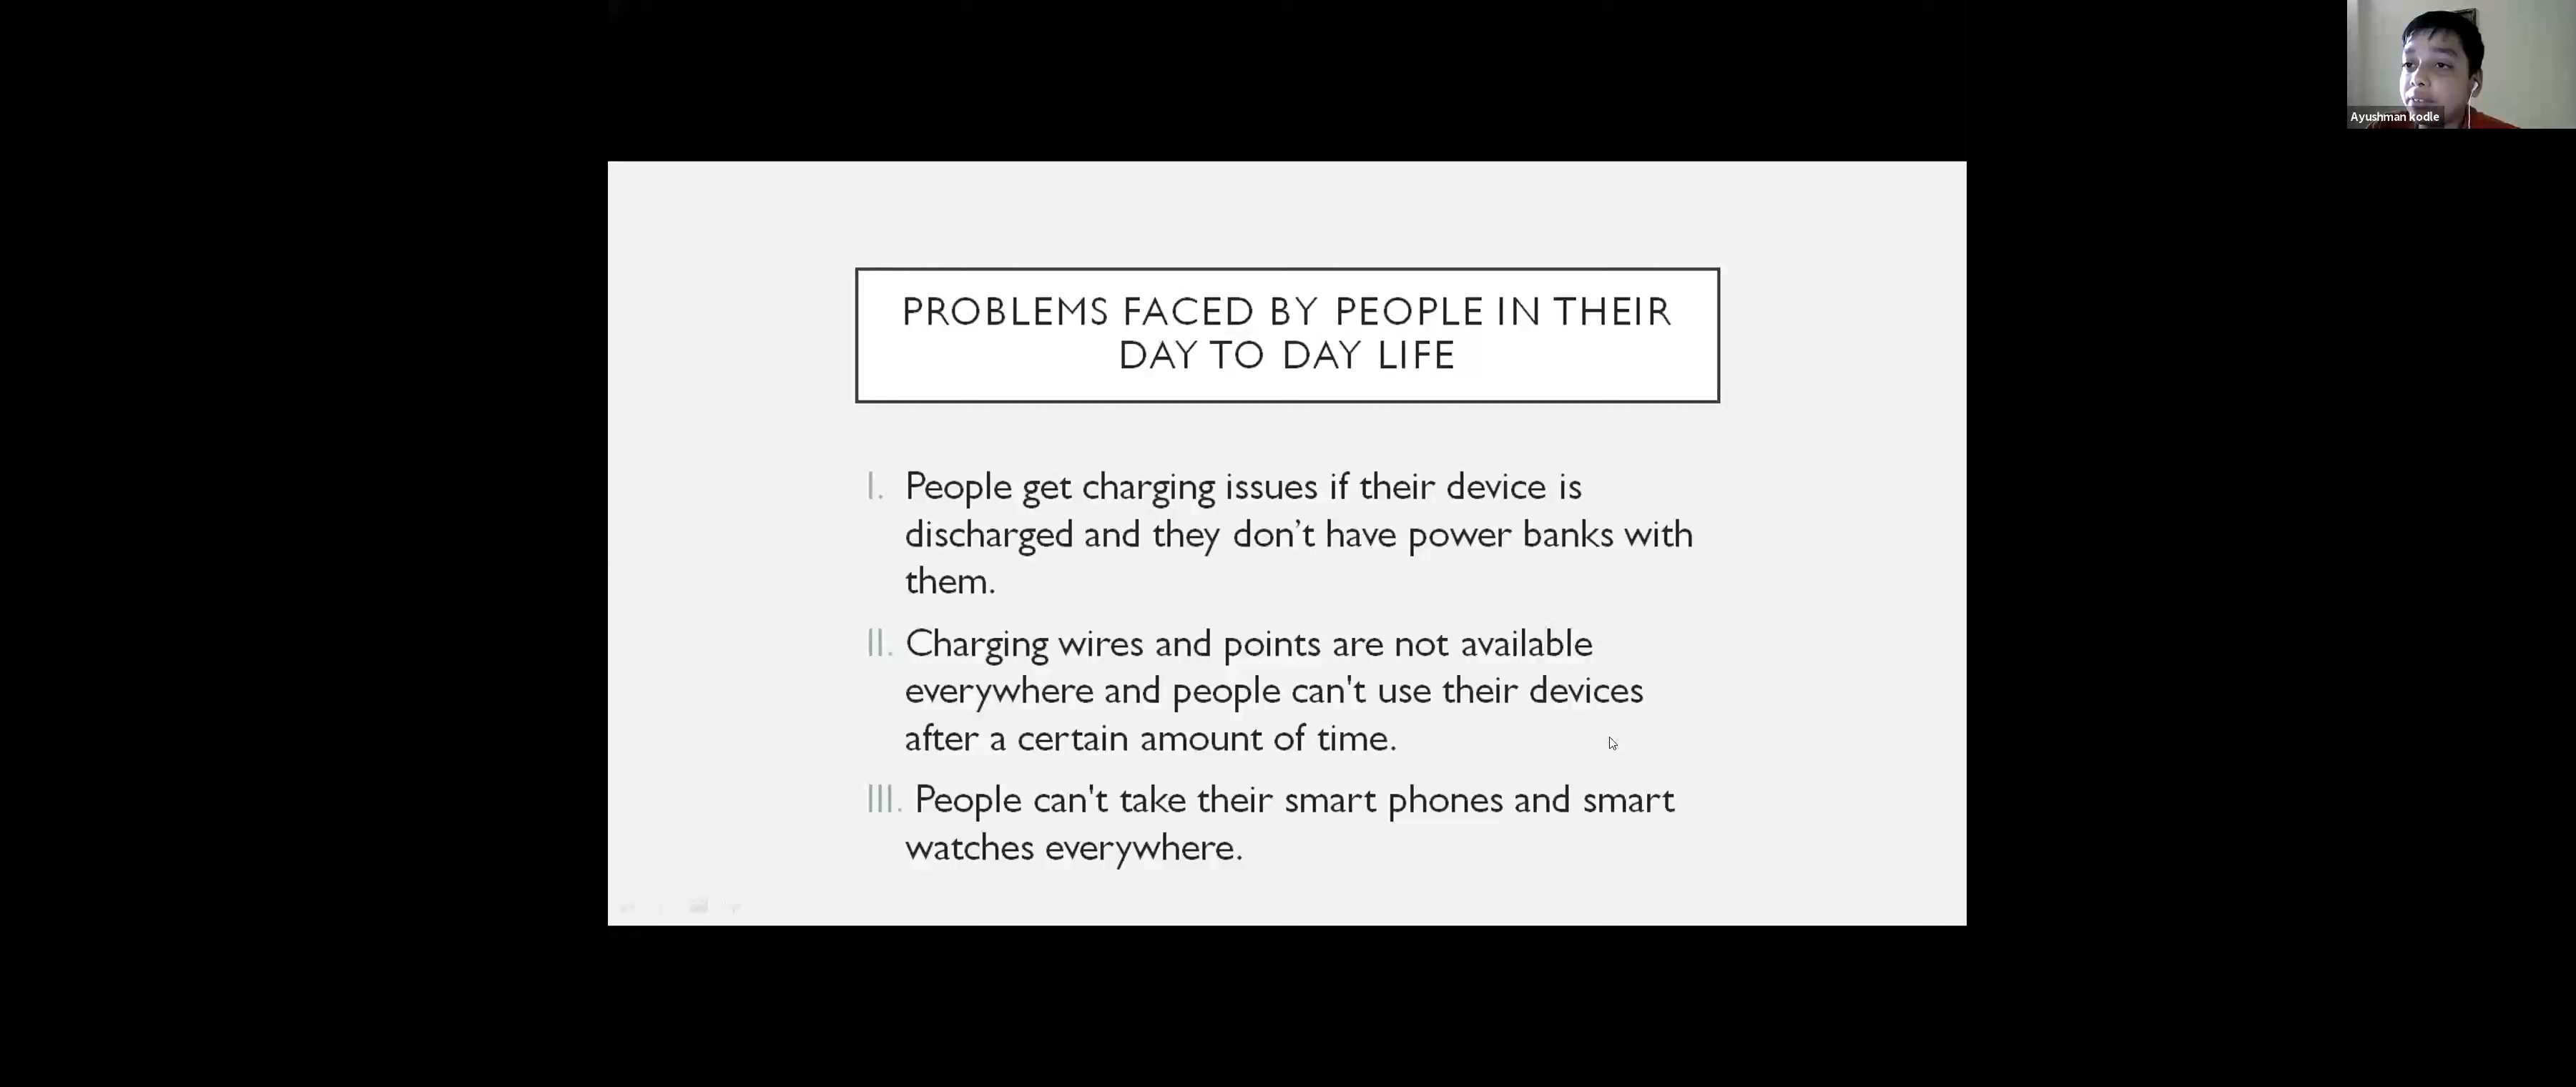 Ayushman kodle
PROBLEMS FACED BY PEOPLE IN THEIR
DAY TO DAY LIFE
I. People get charging issues if their device is
discharged and they don’t have power banks with
them.
II. Charging wires and points are not available
everywhere and people can't use their devices
after a certain amount of time.
III. People can't take their smart phones and smart
watches everywhere.